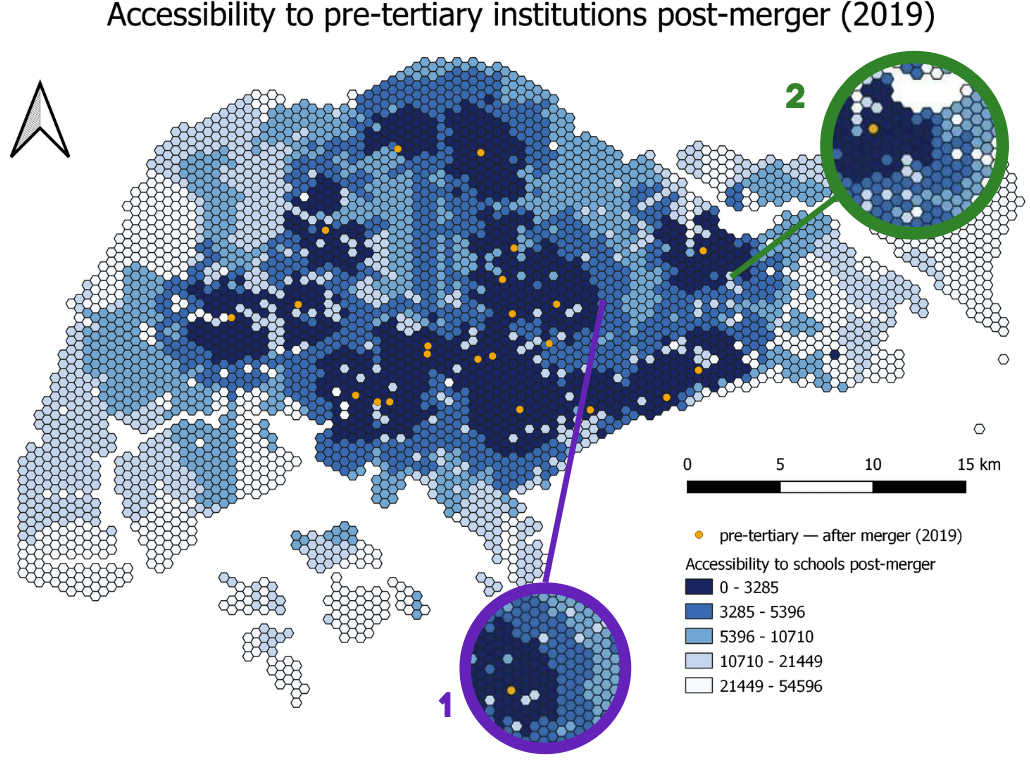 Accessibility to pre-tertiary institutions post-merger (2019)
2
0 5 10 15 km
pre-tertiary — after merger (2019)
Accessibility to schools post-merger
0 - 3285
3285 - 5396
5396 - 10710
10710 - 21449
21449 - 54596
1